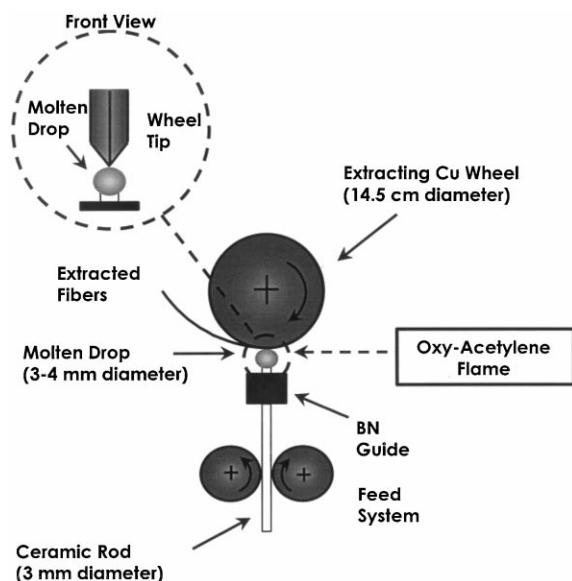 Front View
Molten
Drop
Wheel
Tip
Extracting Cu Wheel
(14.5 cm diameter)
Extracted
Fibers
Molten Drop
(3-4 mm diameter)
Oxy-Acetylene
Flame
BN
Guide
Feed
System
Ceramic Rod
(3 mm diameter)